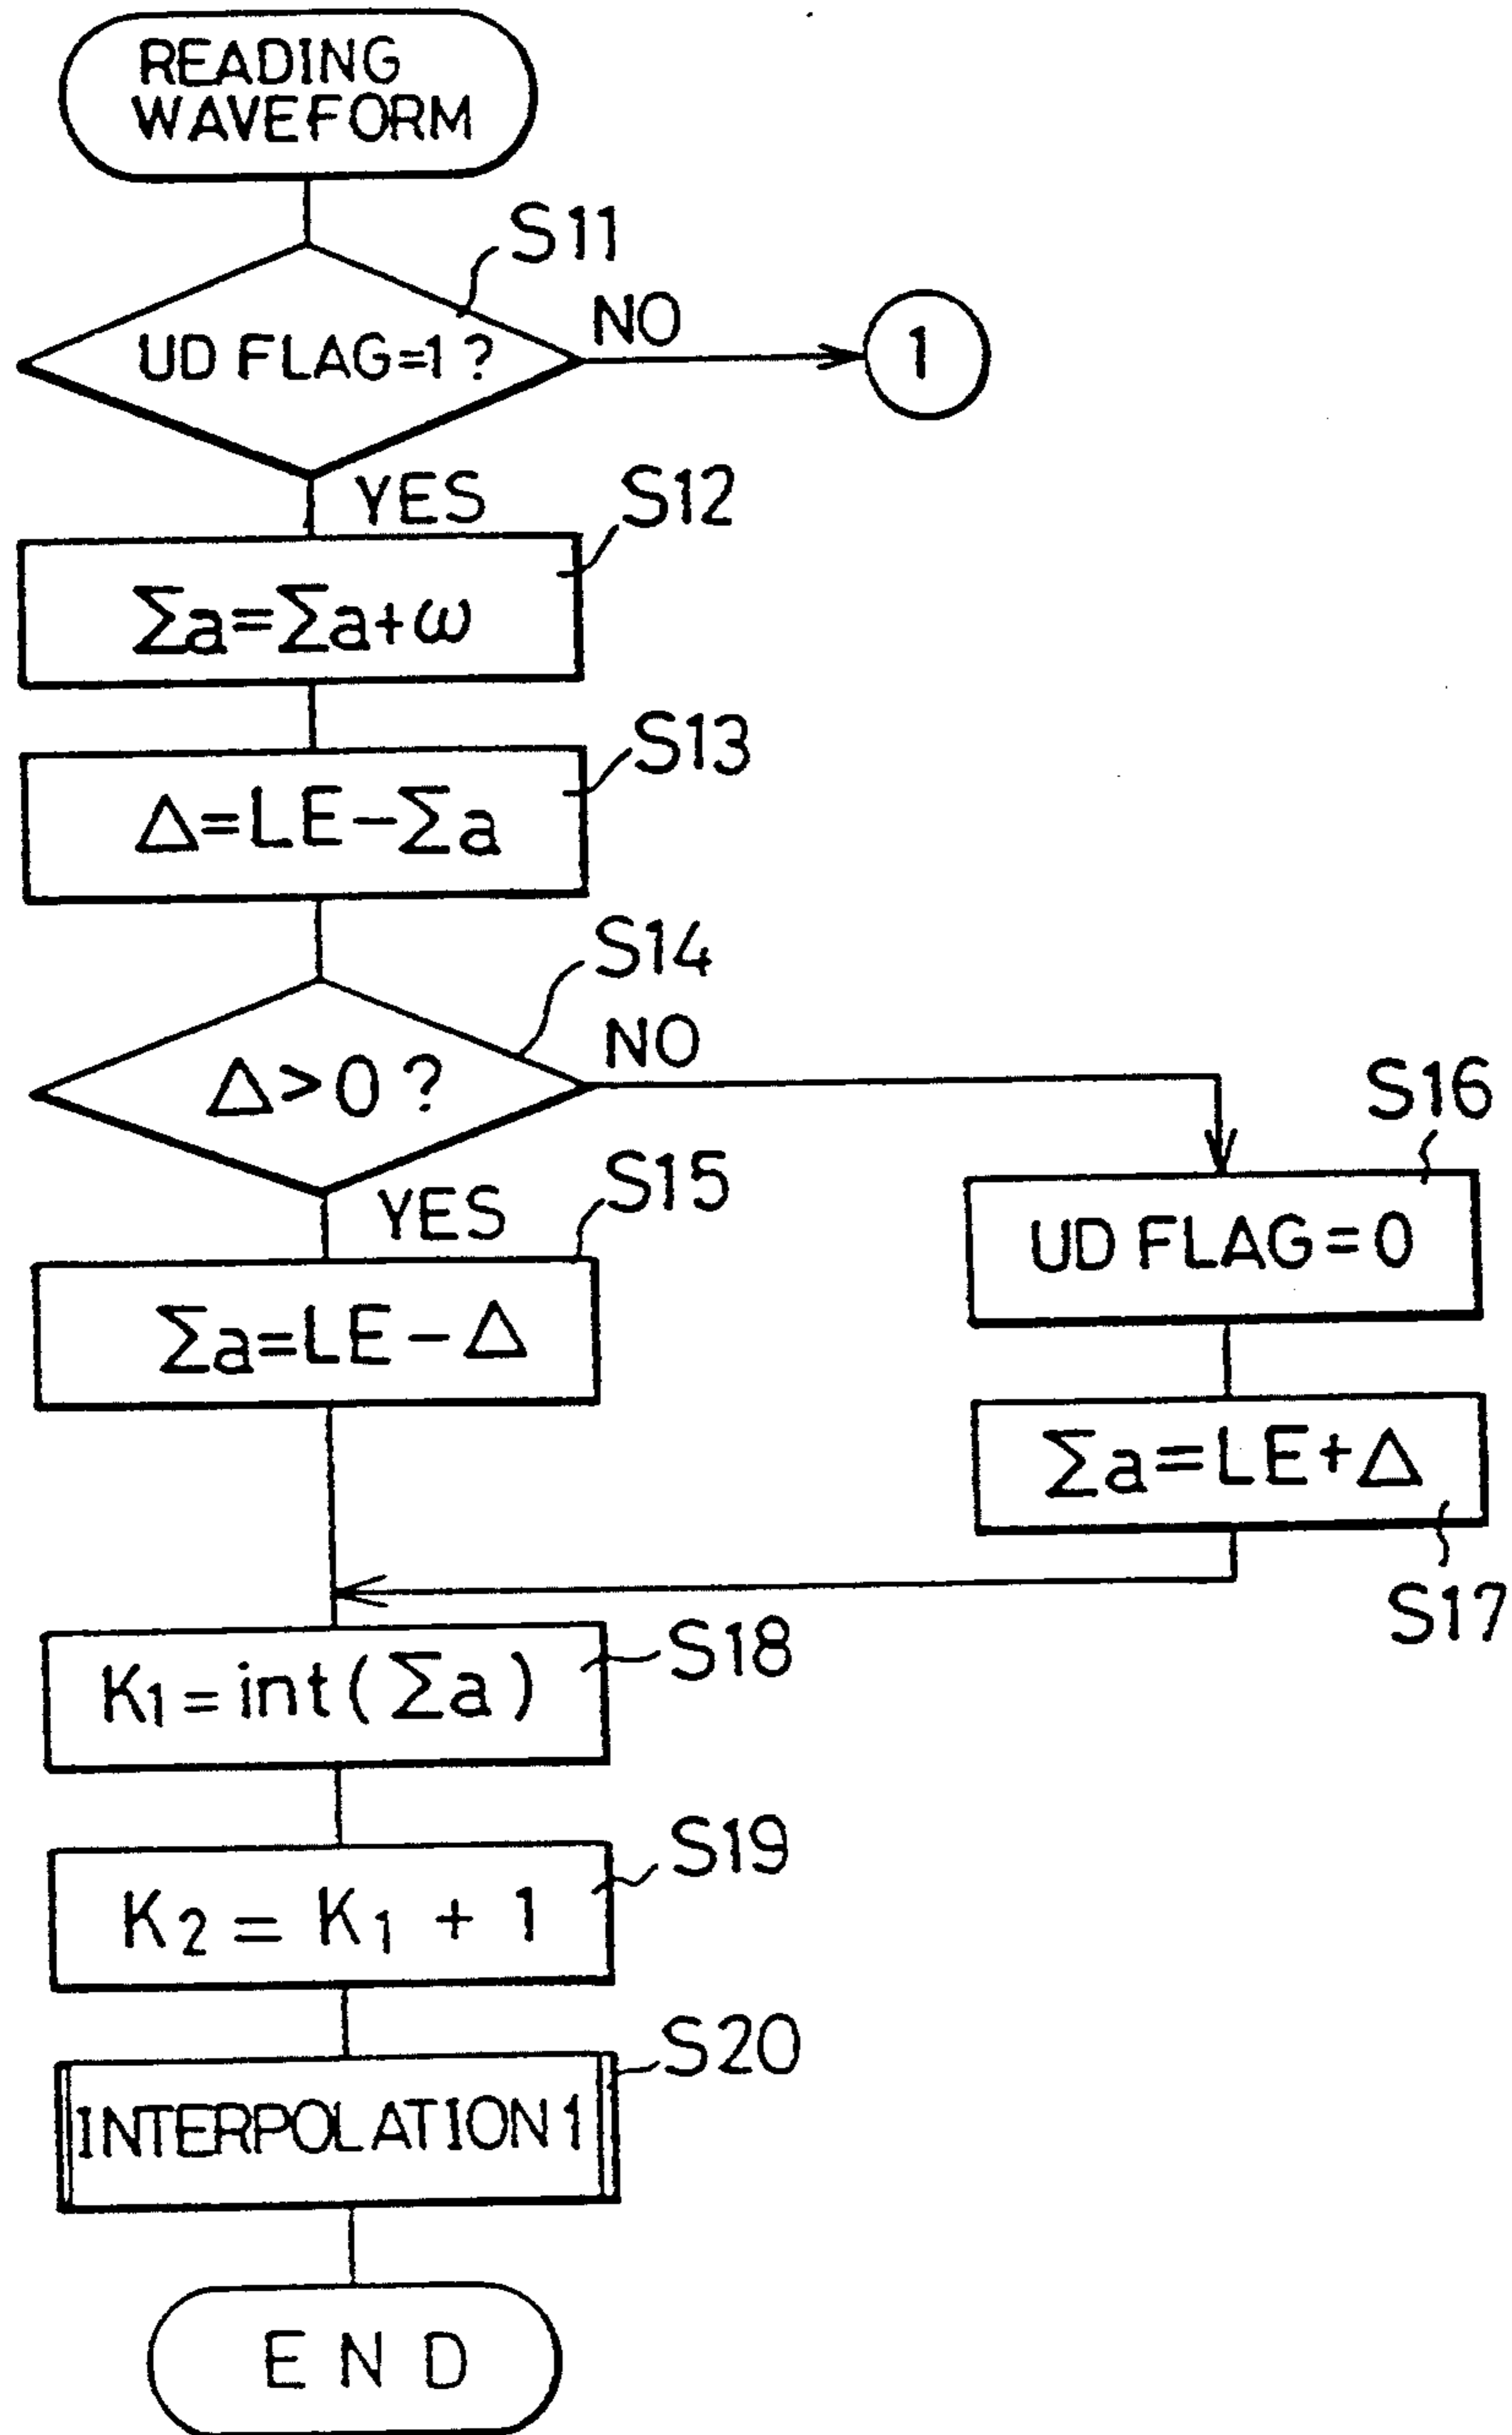 READING
WAVEFORM
S11
UD FLAG=1?
NO
1
YES
S12
Σa=Σa+ω
S13
Δ=LE-Σa
S14
Δ>0?
NO
S16
UD FLAG=0
YES
S15
Σa=LE-Δ
Σa=LE+Δ
S17
S18
K1=int(Σa)
S19
K2=K1+1
S20
INTERPOLATION1
END